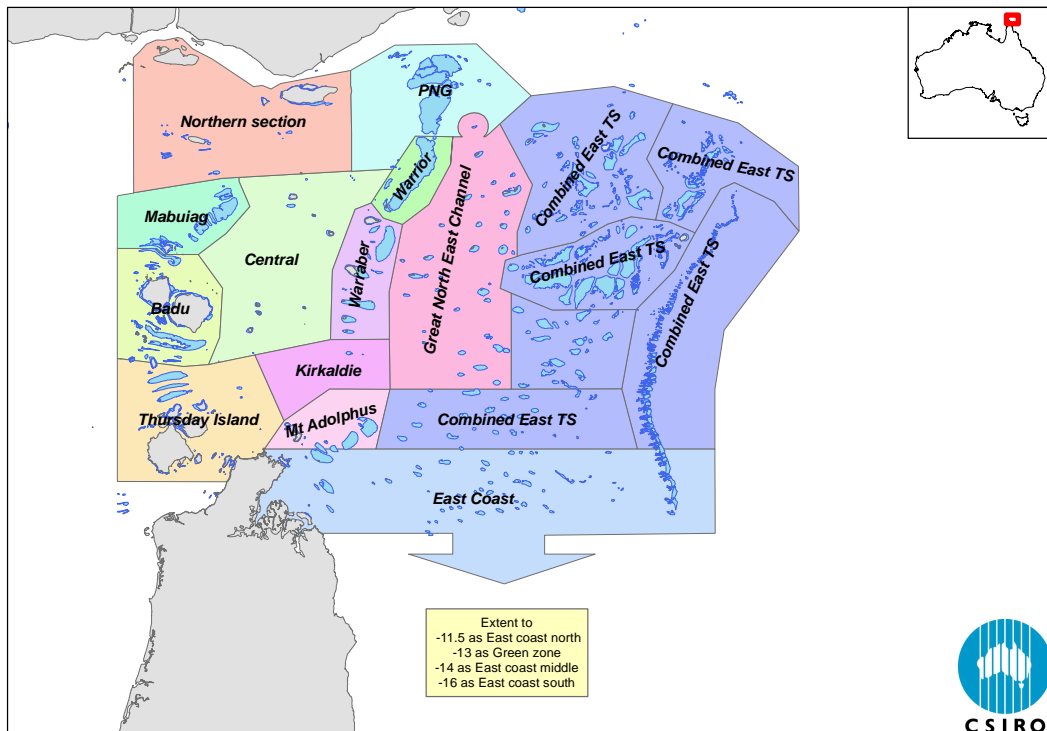 PNG
Northern section
Combined East TS
Combined East TS
Warrior
Mabuiag
Great North East Channel
Central
Warraber
Combined East TS
Combined East TS
Badu
Kirkaldie
Thursday Island
Mt Adolphus
Combined East TS
East Coast
Extent to
-11.5 as East coast north
-13 as Green zone
-14 as East coast middle
-16 as East coast south
CSIRO